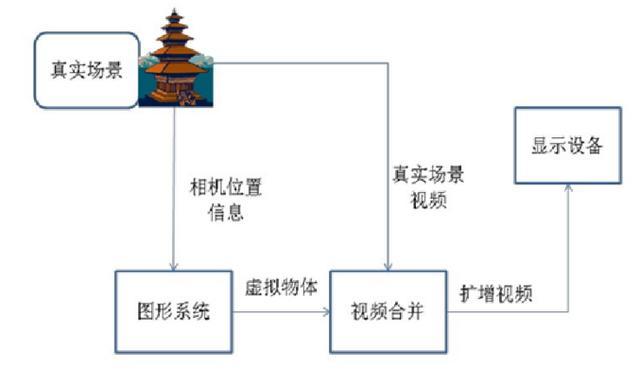 真实场景
显示设备
相机位置
信息
真实场景
视频
图形系统
虚拟物体
视频合并
扩增视频